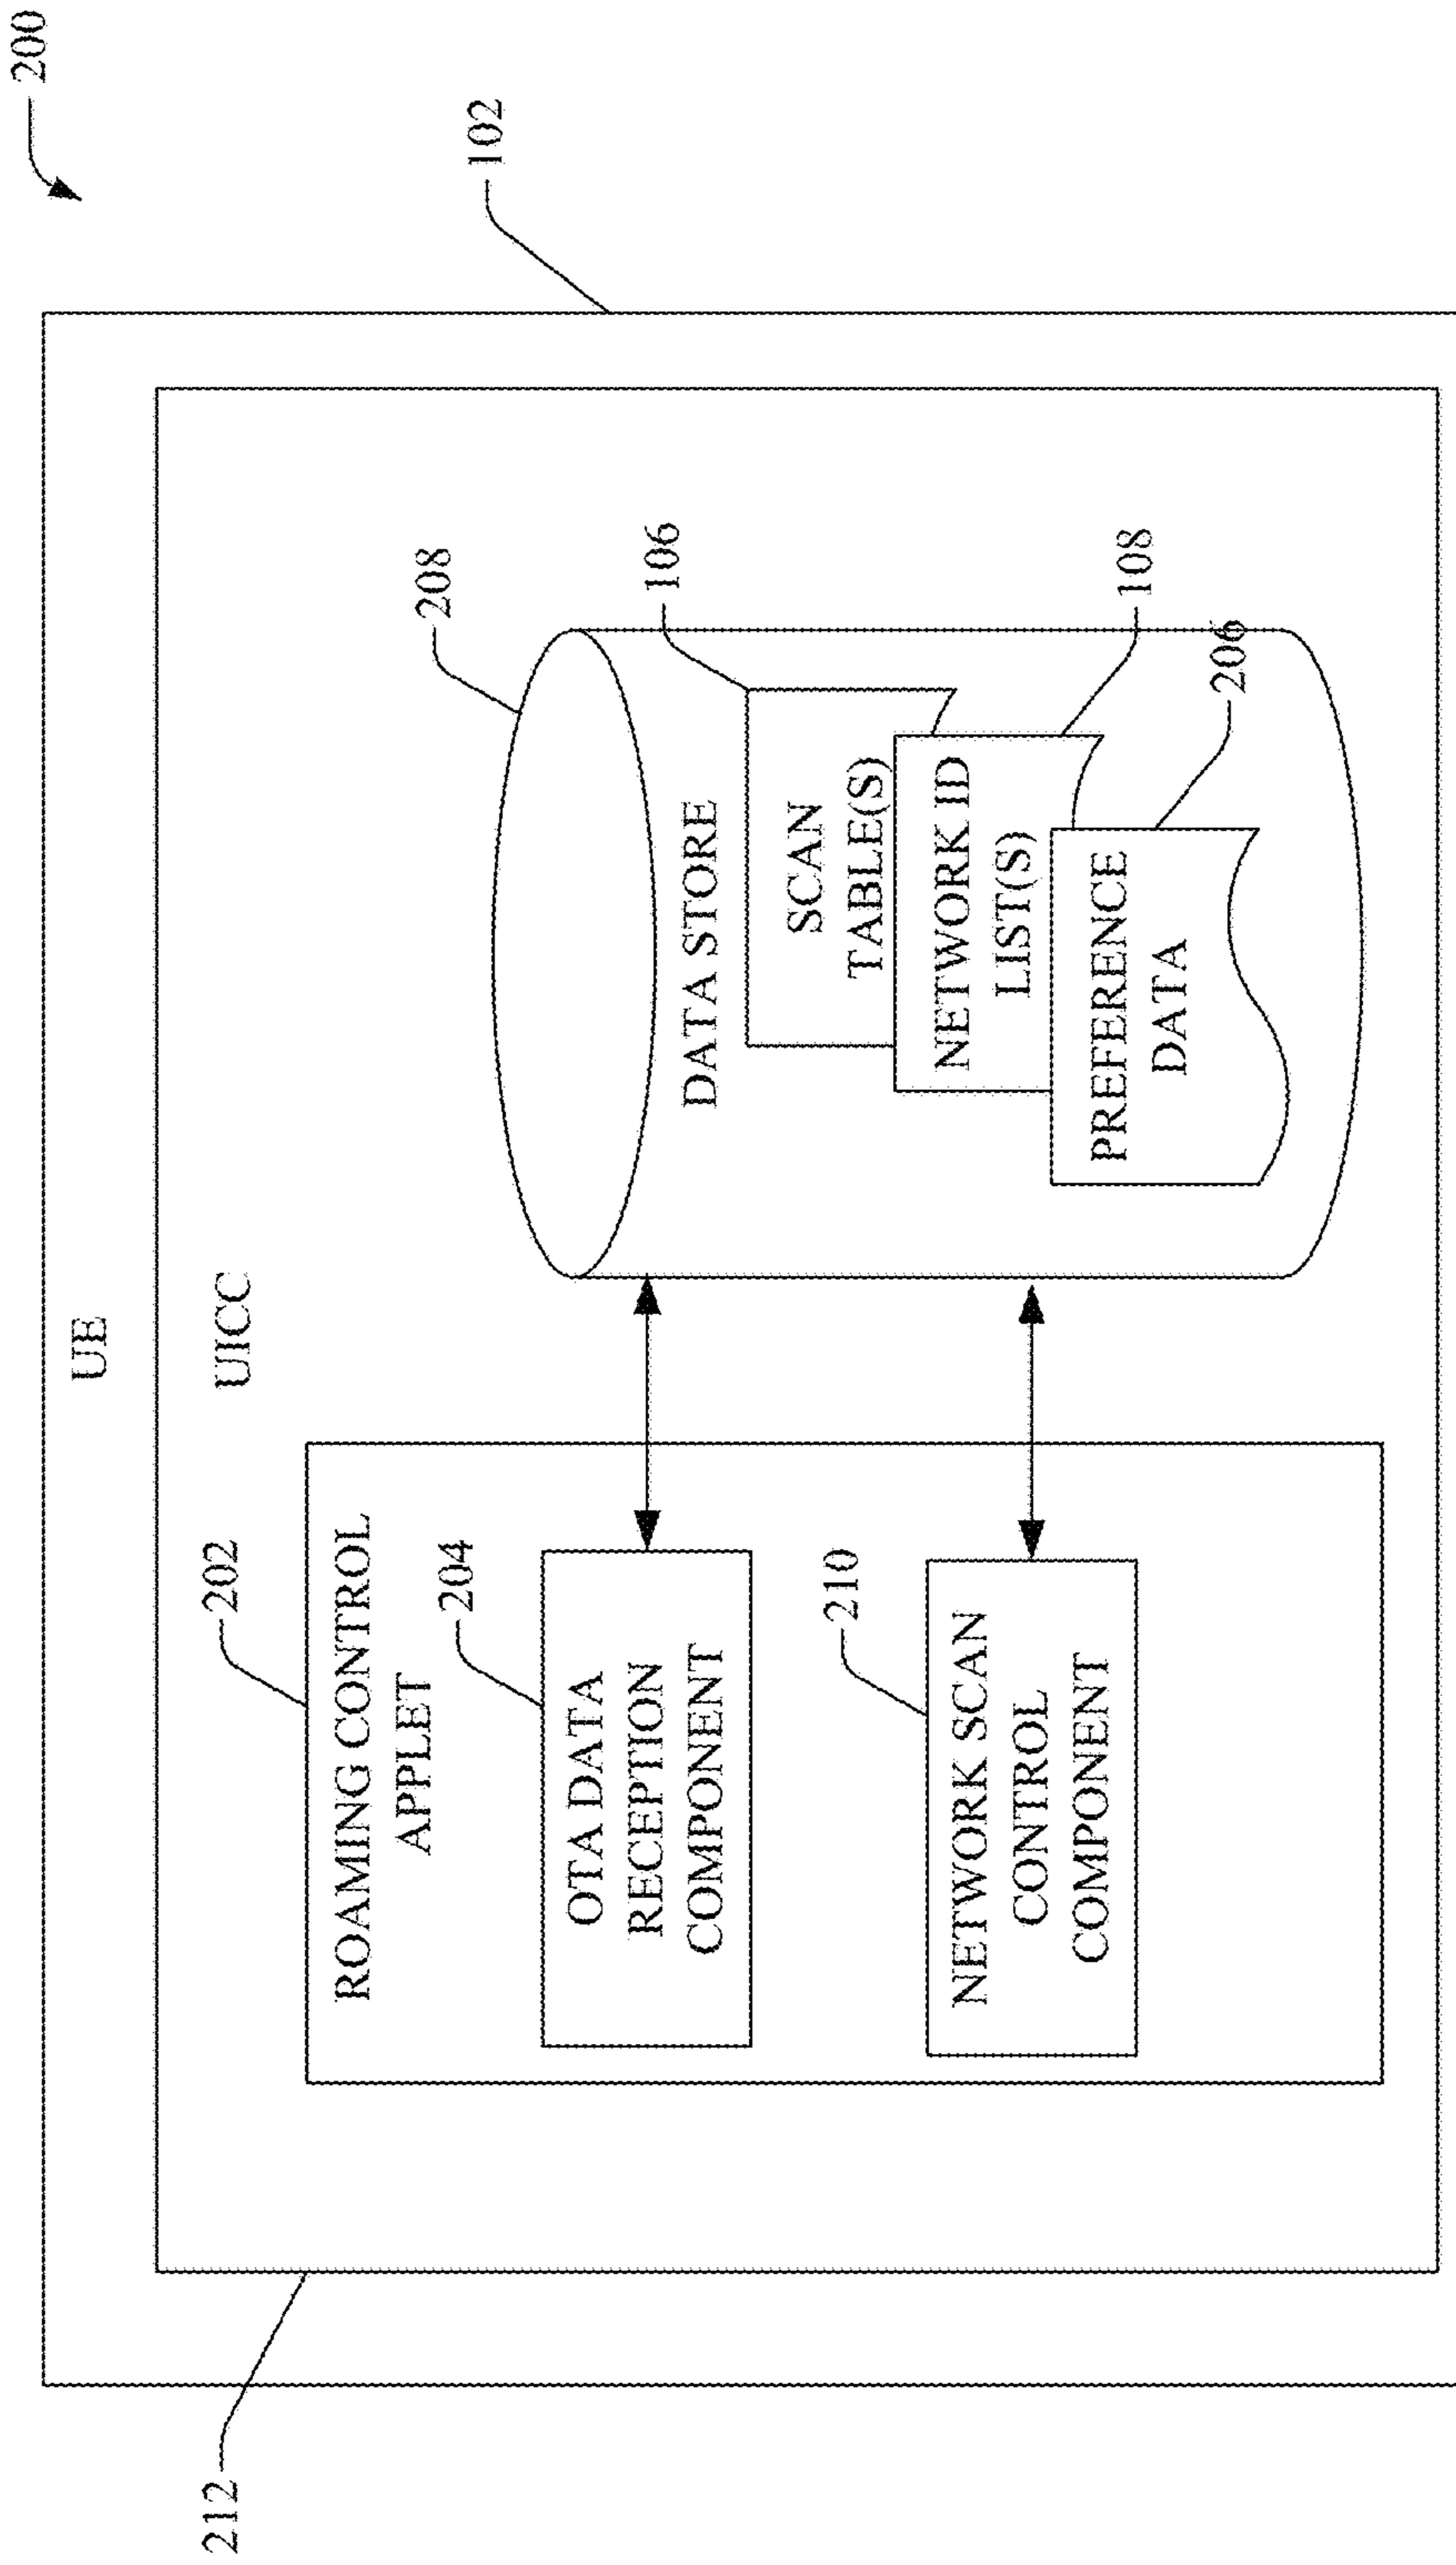 200
102
UE
UICC
212
202
ROAMING CONTROL
APPLET
204
OTA DATA
RECEPTION
COMPONENT
210
NETWORK SCAN
CONTROL
COMPONENT
208
DATA STORE
106
SCAN
TABLE(S)
108
NETWORK ID
LIST(S)
206
PREFERENCE
DATA